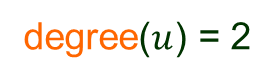 degree(𝑢) = 2